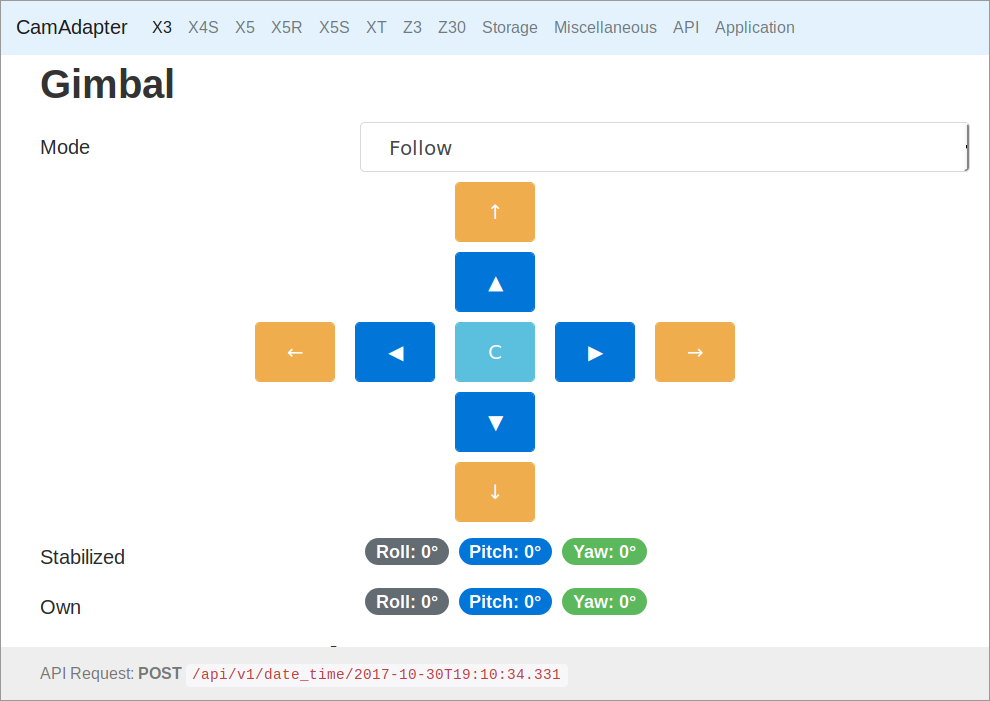 CamAdapter X3 X4S X5 X5R X5S XT Z3 Z30 Storage Miscellaneous API Application
Gimbal
Mode Follow
↑
▲
← ◀ C ▶ →
▼
↓
Stabilized Roll: 0° Pitch: 0° Yaw: 0°
Own Roll: 0° Pitch: 0° Yaw: 0°
API Request: POST /api/v1/date_time/2017-10-30T19:10:34.331